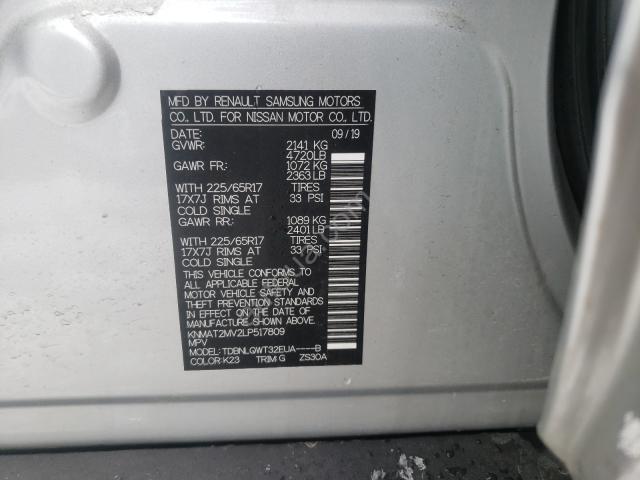 MFD BY RENAULT SAMSUNG MOTORS
CO., LTD. FOR NISSAN MOTOR CO., LTD.
DATE: 09/19
GVWR: 2141 KG
4720LB
GAWR FR: 1072 KG
2363LB
WITH 225/65R17 TIRES
17X7J RIMS AT 33 PSI
COLD SINGLE
GAWR RR: 1089 KG
2401LB
WITH 225/65R17 TIRES
17X7J RIMS AT 33 PSI
COLD SINGLE
THIS VEHICLE CONFORMS TO
ALL APPLICABLE FEDERAL
MOTOR VEHICLE SAFETY AND
THEFT PREVENTION STANDARDS
IN EFFECT ON THE DATE OF
MANUFACTURE SHOWN ABOVE.
KNMAT2MV2LP517809
MPV
MODEL: TDBNLQWT32EUA----B
COLOR: K23 TRIM: G ZS30A